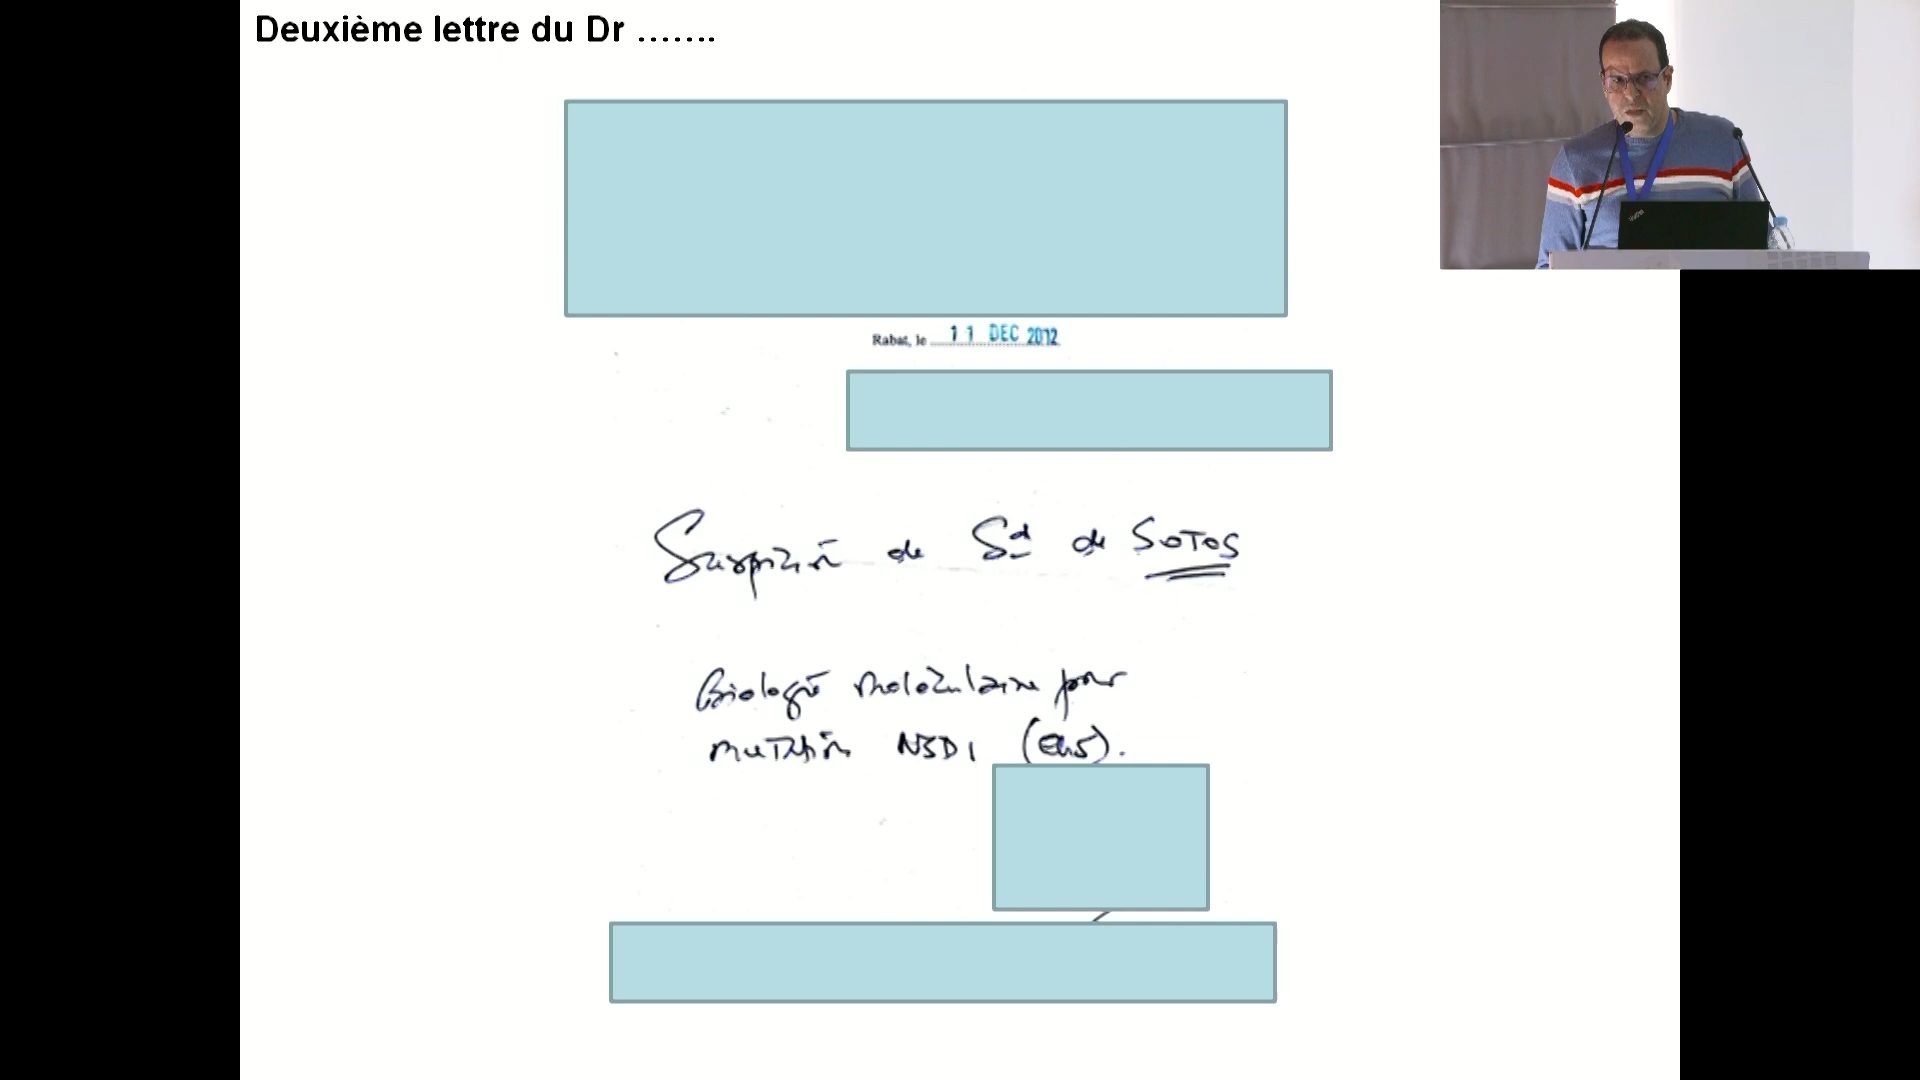 Deuxième lettre du Dr …….
Rabat, le 11 DEC 2012
Suspicion de Sd de SOTOS
Biologie moléculaire pour
mutation NSD1 (Ch5).